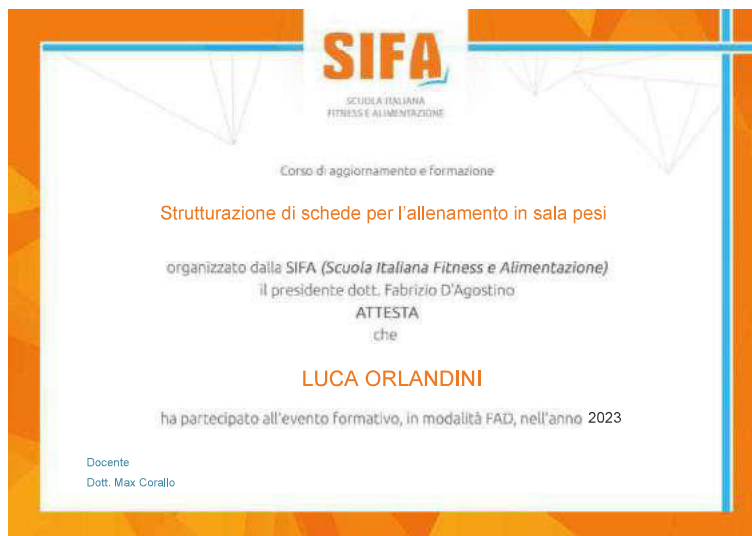 SIFA
SCUOLA ITALIANA
FITNESS E ALIMENTAZIONE
Corso di aggiornamento e formazione
Strutturazione di schede per l'allenamento in sala pesi
organizzato dalla SIFA (Scuola Italiana Fitness e Alimentazione)
il presidente dott. Fabrizio D'Agostino
ATTESTA
che
LUCA ORLANDINI
ha partecipato all'evento formativo, in modalità FAD, nell'anno 2023
Docente
Dott. Max Corallo